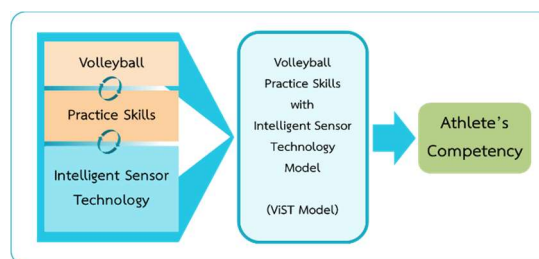 Volleyball
Practice Skills
Intelligent Sensor
Technology
Volleyball
Practice Skills
with
Intelligent Sensor
Technology
Model
(ViST Model)
Athlete's
Competency